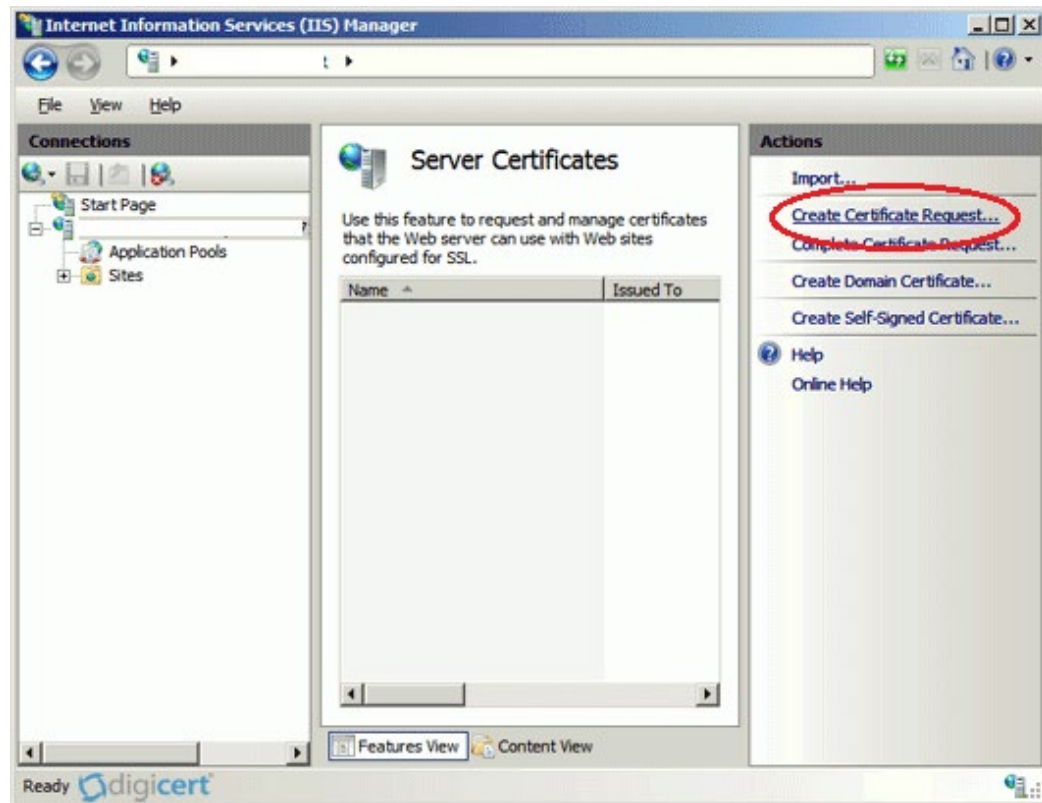 Internet Information Services (IIS) Manager
File View Help
Connections
Start Page
Application Pools
Sites
Server Certificates
Use this feature to request and manage certificates
that the Web server can use with Web sites
configured for SSL.
Name Issued To
Features View Content View
Actions
Import...
Create Certificate Request...
Complete Certificate Request...
Create Domain Certificate...
Create Self-Signed Certificate...
Help
Online Help
Ready digicert